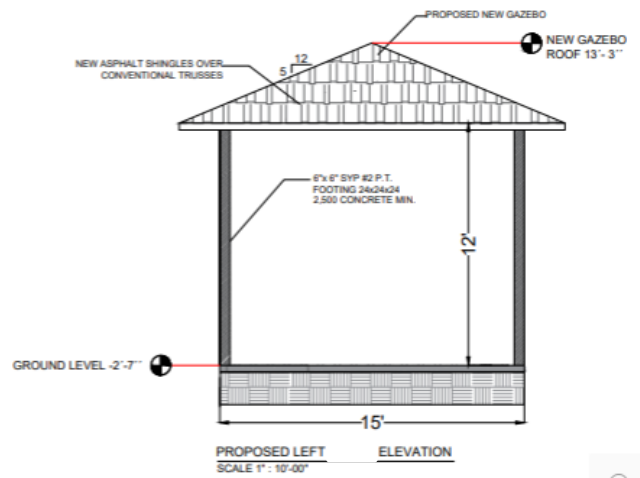 PROPOSED NEW GAZEBO
NEW GAZEBO
ROOF 13'- 3''
12
5
NEW ASPHALT SHINGLES OVER
CONVENTIONAL TRUSSES
6"x 6" SYP #2 P.T.
FOOTING 24x24x24
2,500 CONCRETE MIN.
12'
GROUND LEVEL -2'-7''
15'
PROPOSED LEFT ELEVATION
SCALE 1" : 10'-00"